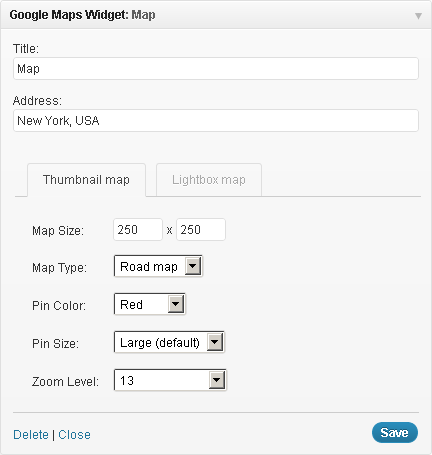 Google Maps Widget: Map
Title:
Map
Address:
New York, USA
Thumbnail map Lightbox map
Map Size: 250 x 250
Map Type: Road map
Pin Color: Red
Pin Size: Large (default)
Zoom Level: 13
Delete | Close Save